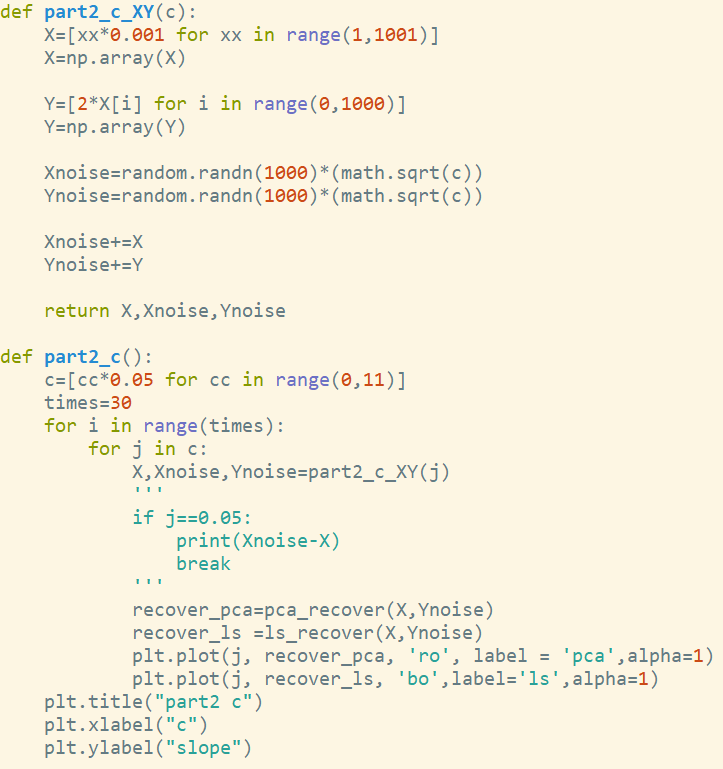 def part2_c_XY(c):
    X=[xx*0.001 for xx in range(1,1001)]
    X=np.array(X)

    Y=[2*X[i] for i in range(0,1000)]
    Y=np.array(Y)

    Xnoise=random.randn(1000)*(math.sqrt(c))
    Ynoise=random.randn(1000)*(math.sqrt(c))

    Xnoise+=X
    Ynoise+=Y

    return X,Xnoise,Ynoise

def part2_c():
    c=[cc*0.05 for cc in range(0,11)]
    times=30
    for i in range(times):
        for j in c:
            X,Xnoise,Ynoise=part2_c_XY(j)
            '''
            if j==0.05:
                print(Xnoise-X)
                break
            '''
            recover_pca=pca_recover(X,Ynoise)
            recover_ls =ls_recover(X,Ynoise)
            plt.plot(j, recover_pca, 'ro', label = 'pca',alpha=1)
            plt.plot(j, recover_ls, 'bo',label='ls',alpha=1)
    plt.title("part2 c")
    plt.xlabel("c")
    plt.ylabel("slope")